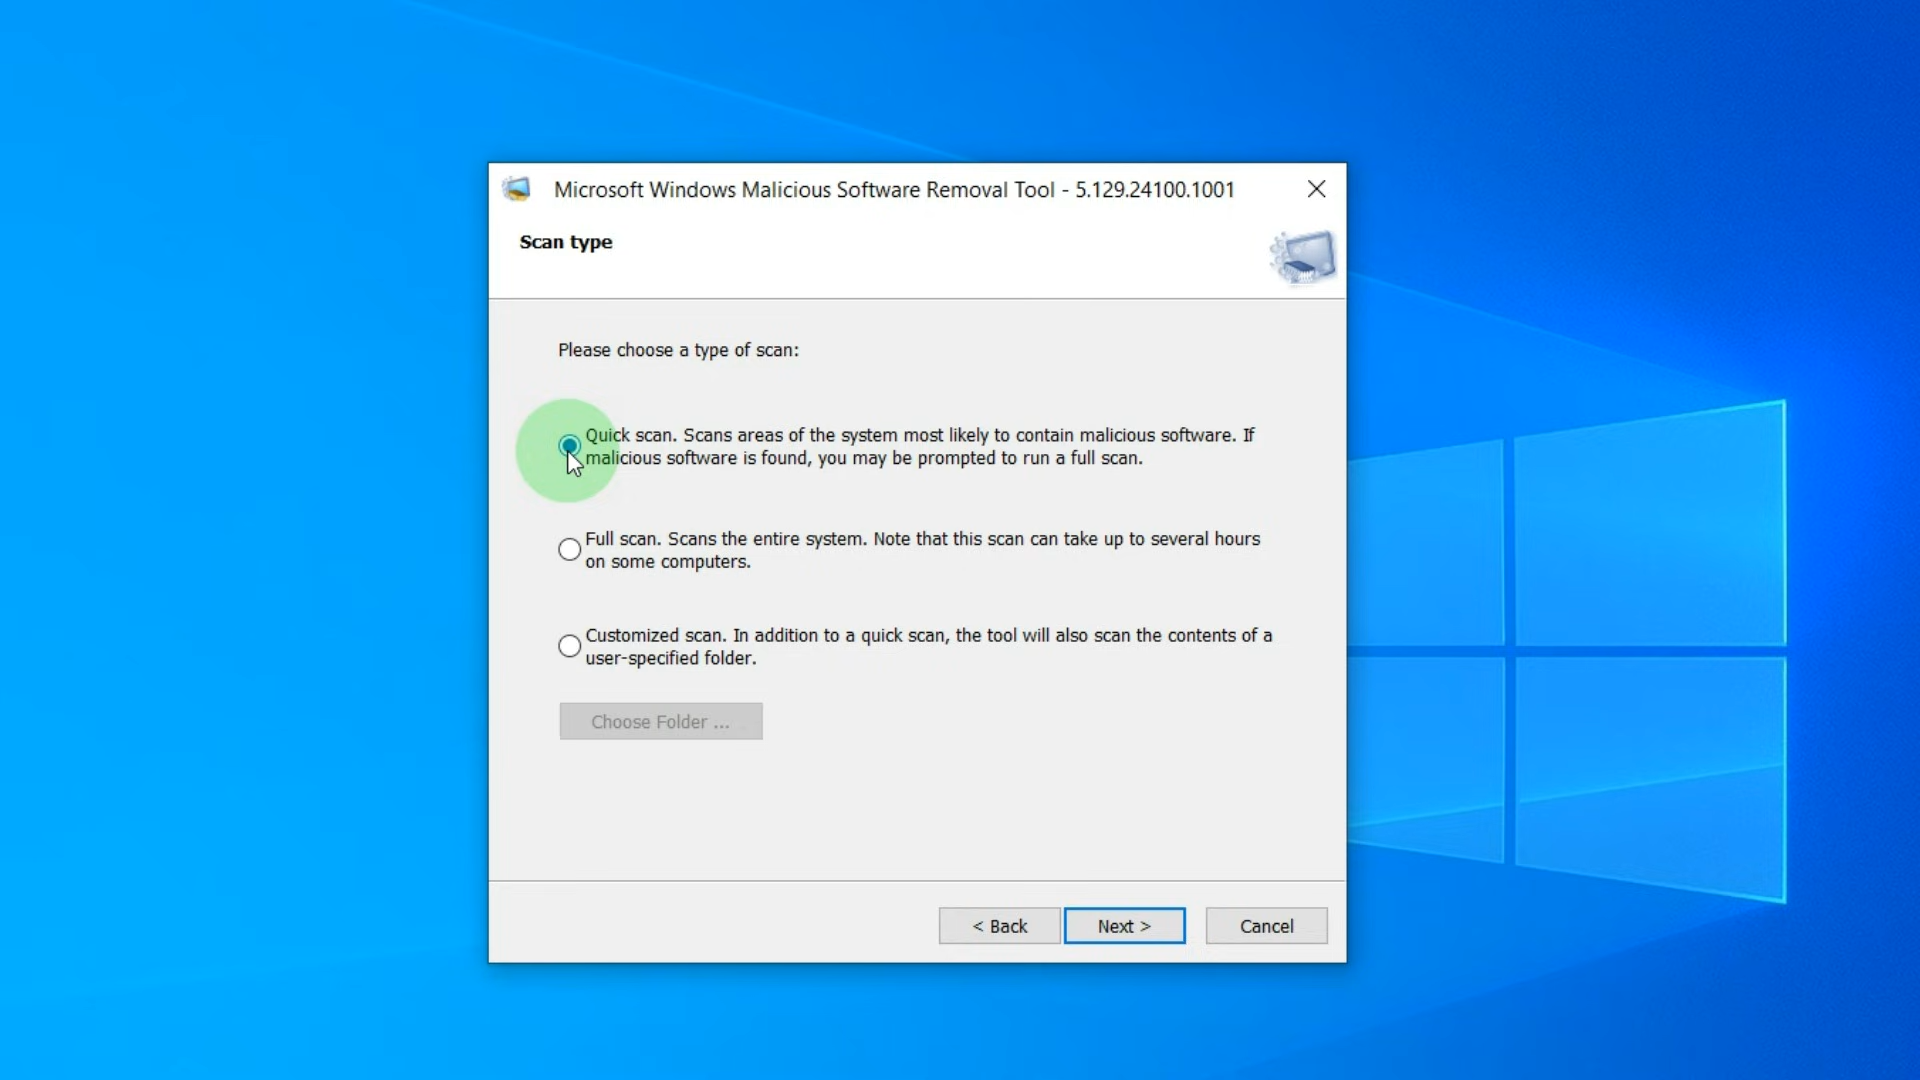 Microsoft Windows Malicious Software Removal Tool - 5.129.24100.1001
Scan type
Please choose a type of scan:
Quick scan. Scans areas of the system most likely to contain malicious software. If
malicious software is found, you may be prompted to run a full scan.
Full scan. Scans the entire system. Note that this scan can take up to several hours
on some computers.
Customized scan. In addition to a quick scan, the tool will also scan the contents of a
user-specified folder.
Choose Folder ...
< Back
Next >
Cancel